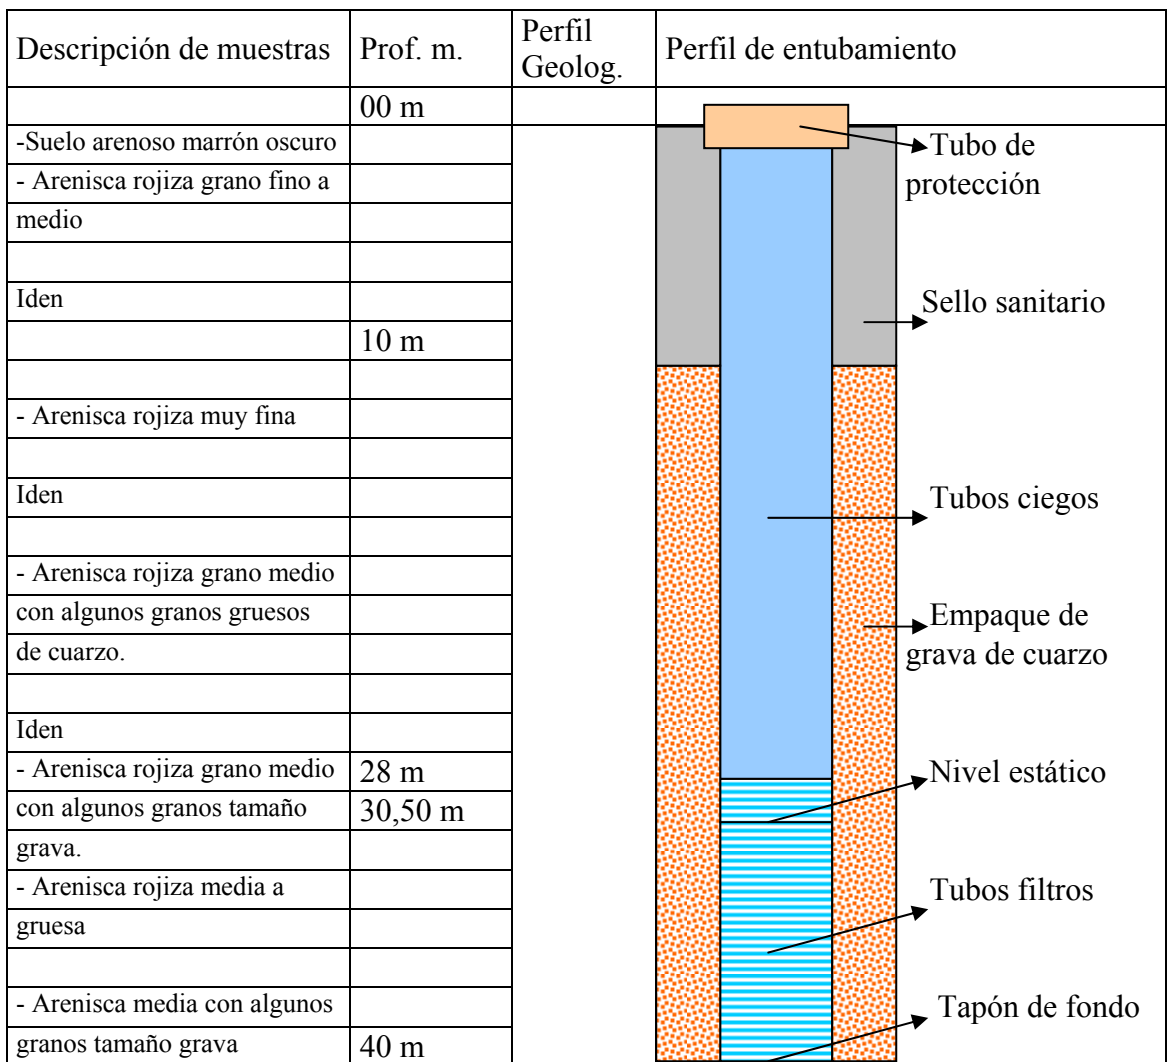 Descripción de muestras Prof. m. Perfil Geolog. Perfil de entubamiento
00 m
-Suelo arenoso marrón oscuro
- Arenisca rojiza grano fino a
medio
Iden
10 m
- Arenisca rojiza muy fina
Iden
- Arenisca rojiza grano medio
con algunos granos gruesos
de cuarzo.
Iden
- Arenisca rojiza grano medio 28 m
con algunos granos tamaño 30,50 m
grava.
- Arenisca rojiza media a
gruesa
- Arenisca media con algunos
granos tamaño grava 40 m
Tubo de
protección
Sello sanitario
Tubos ciegos
Empaque de
grava de cuarzo
Nivel estático
Tubos filtros
Tapón de fondo